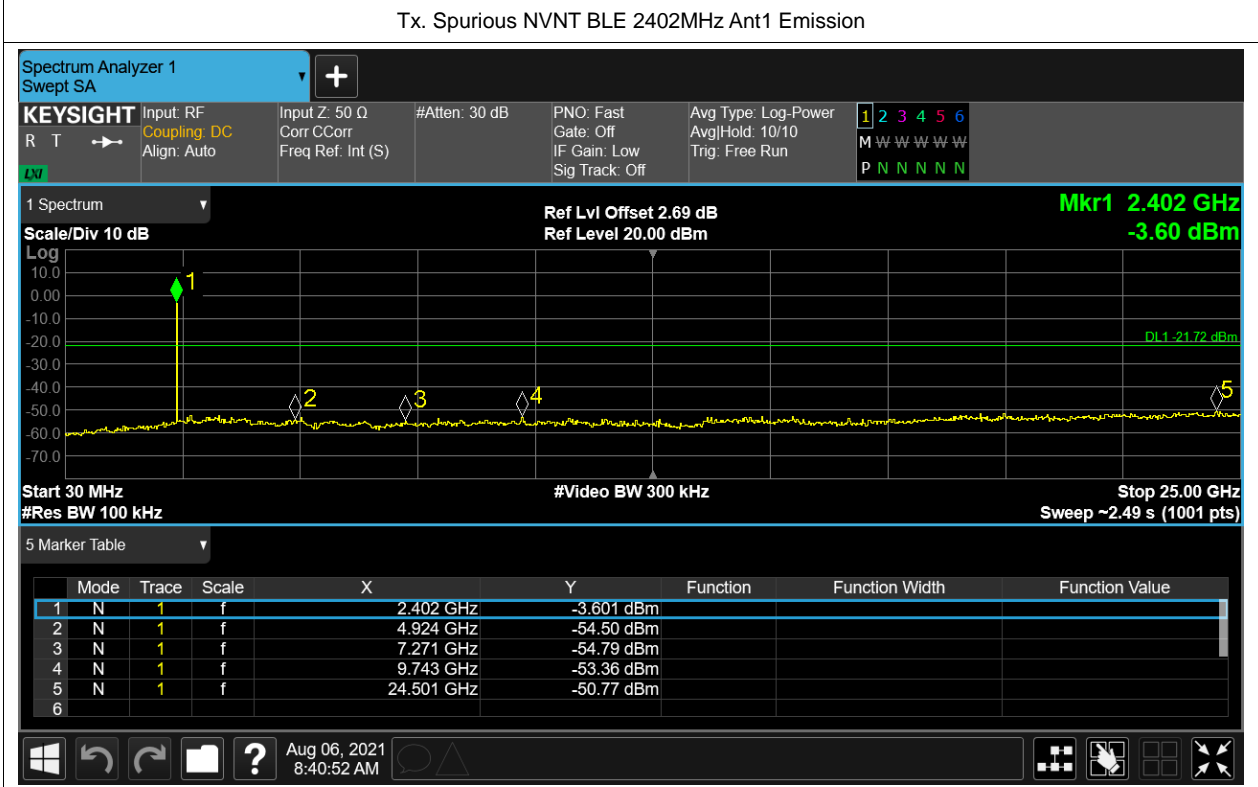 Tx. Spurious NVNT BLE 2402MHz Ant1 Emission
Spectrum Analyzer 1
Swept SA
+
KEYSIGHT
R T
LXI
Input: RF
Coupling: DC
Align: Auto
Input Z: 50 Ω
Corr CCorr
Freq Ref: Int (S)
#Atten: 30 dB
PNO: Fast
Gate: Off
IF Gain: Low
Sig Track: Off
Avg Type: Log-Power
Avg|Hold: 10/10
Trig: Free Run
1 2 3 4 5 6
M W W W W W
P N N N N N
1 Spectrum
Scale/Div 10 dB
Ref Lvl Offset 2.69 dB
Ref Level 20.00 dBm
Mkr1 2.402 GHz
-3.60 dBm
Log
10.0
0.00
-10.0
-20.0
-30.0
-40.0
-50.0
-60.0
-70.0
1
DL1 -21.72 dBm
2
3
4
5
Start 30 MHz
#Res BW 100 kHz
#Video BW 300 kHz
Stop 25.00 GHz
Sweep ~2.49 s (1001 pts)
5 Marker Table
Mode Trace Scale X Y Function Function Width Function Value
1 N 1 f 2.402 GHz -3.601 dBm
2 N 1 f 4.924 GHz -54.50 dBm
3 N 1 f 7.271 GHz -54.79 dBm
4 N 1 f 9.743 GHz -53.36 dBm
5 N 1 f 24.501 GHz -50.77 dBm
6
?
Aug 06, 2021
8:40:52 AM